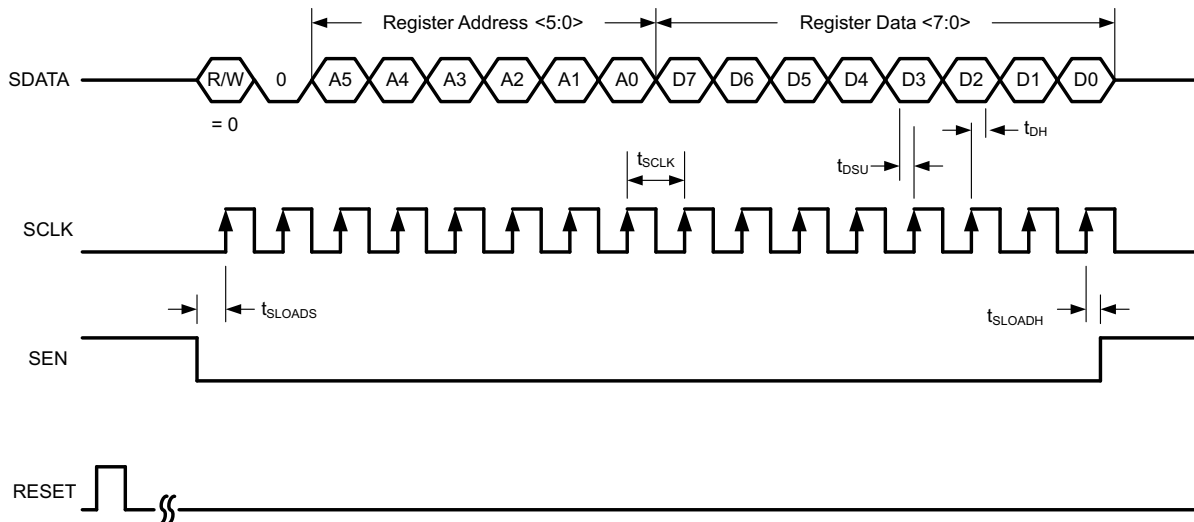 Register Address <5:0> Register Data <7:0>
SDATA R/W 0 A5 A4 A3 A2 A1 A0 D7 D6 D5 D4 D3 D2 D1 D0
= 0
tDH
tSCLK
tDSU
SCLK
tSLOADS
tSLOADH
SEN
RESET